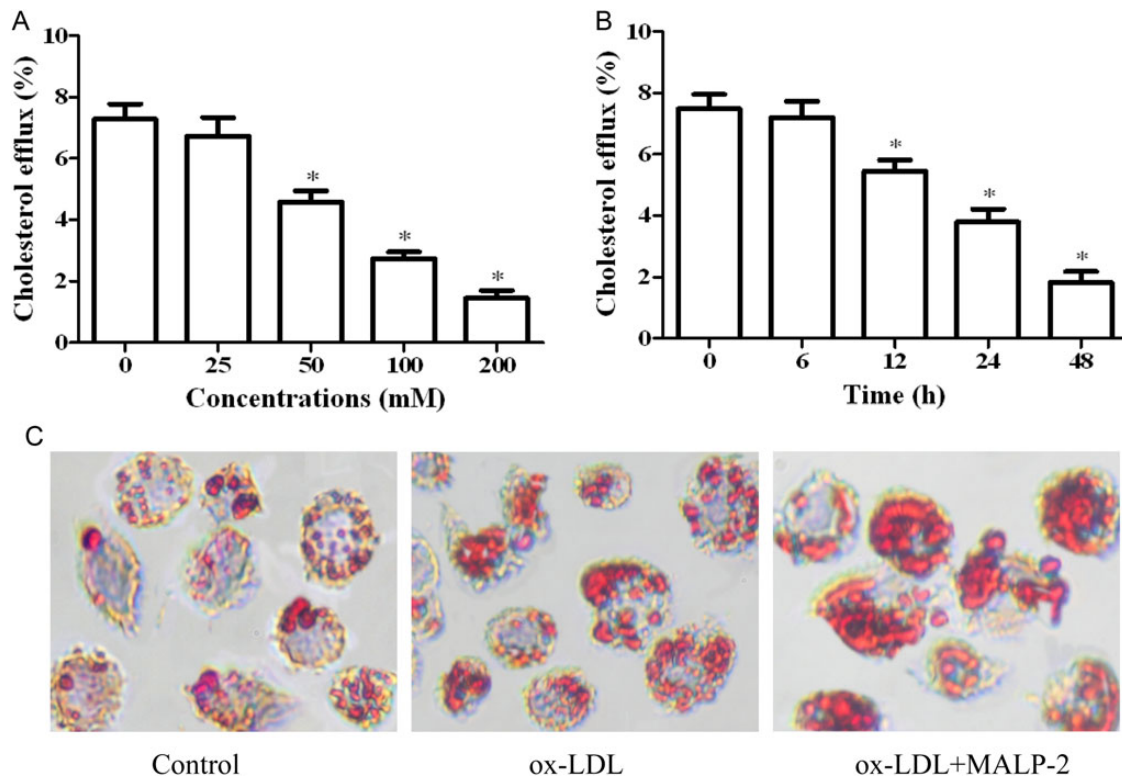 A
Cholesterol efflux (%)
10
8
6
4
2
0
*
*
*
0 25 50 100 200
Concentrations (mM)
B
Cholesterol efflux (%)
10
8
6
4
2
0
*
*
*
0 6 12 24 48
Time (h)
C
Control ox-LDL ox-LDL+MALP-2